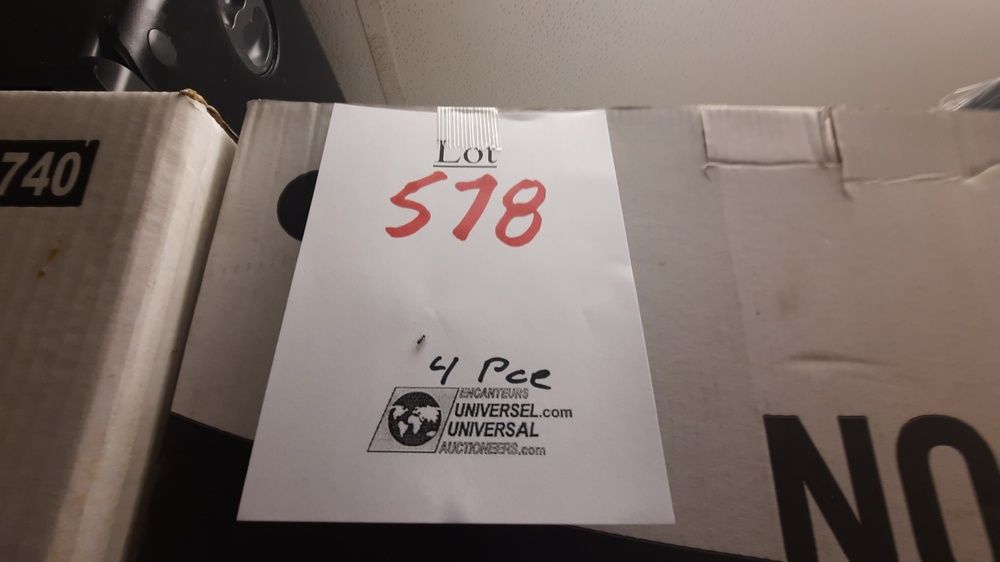 740
Lot
578
4 Pce
ENCANTEURS
UNIVERSEL.com
UNIVERSAL
AUCTIONEERS.com
NO